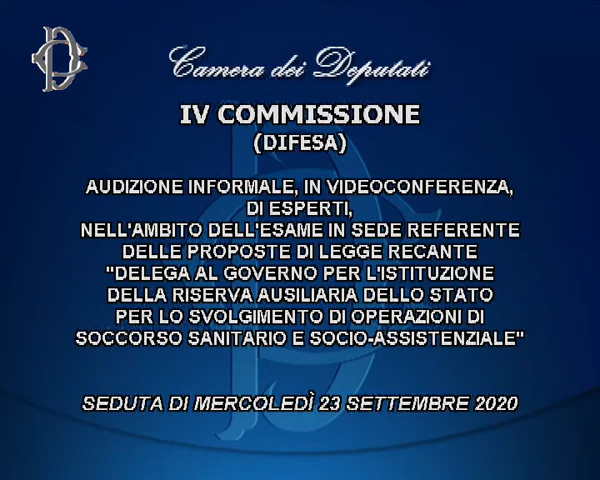 Camera dei Deputati
IV COMMISSIONE
(DIFESA)
AUDIZIONE INFORMALE, IN VIDEOCONFERENZA,
DI ESPERTI,
NELL'AMBITO DELL'ESAME IN SEDE REFERENTE
DELLE PROPOSTE DI LEGGE RECANTE
"DELEGA AL GOVERNO PER L'ISTITUZIONE
DELLA RISERVA AUSILIARIA DELLO STATO
PER LO SVOLGIMENTO DI OPERAZIONI DI
SOCCORSO SANITARIO E SOCIO-ASSISTENZIALE"
SEDUTA DI MERCOLEDÌ 23 SETTEMBRE 2020